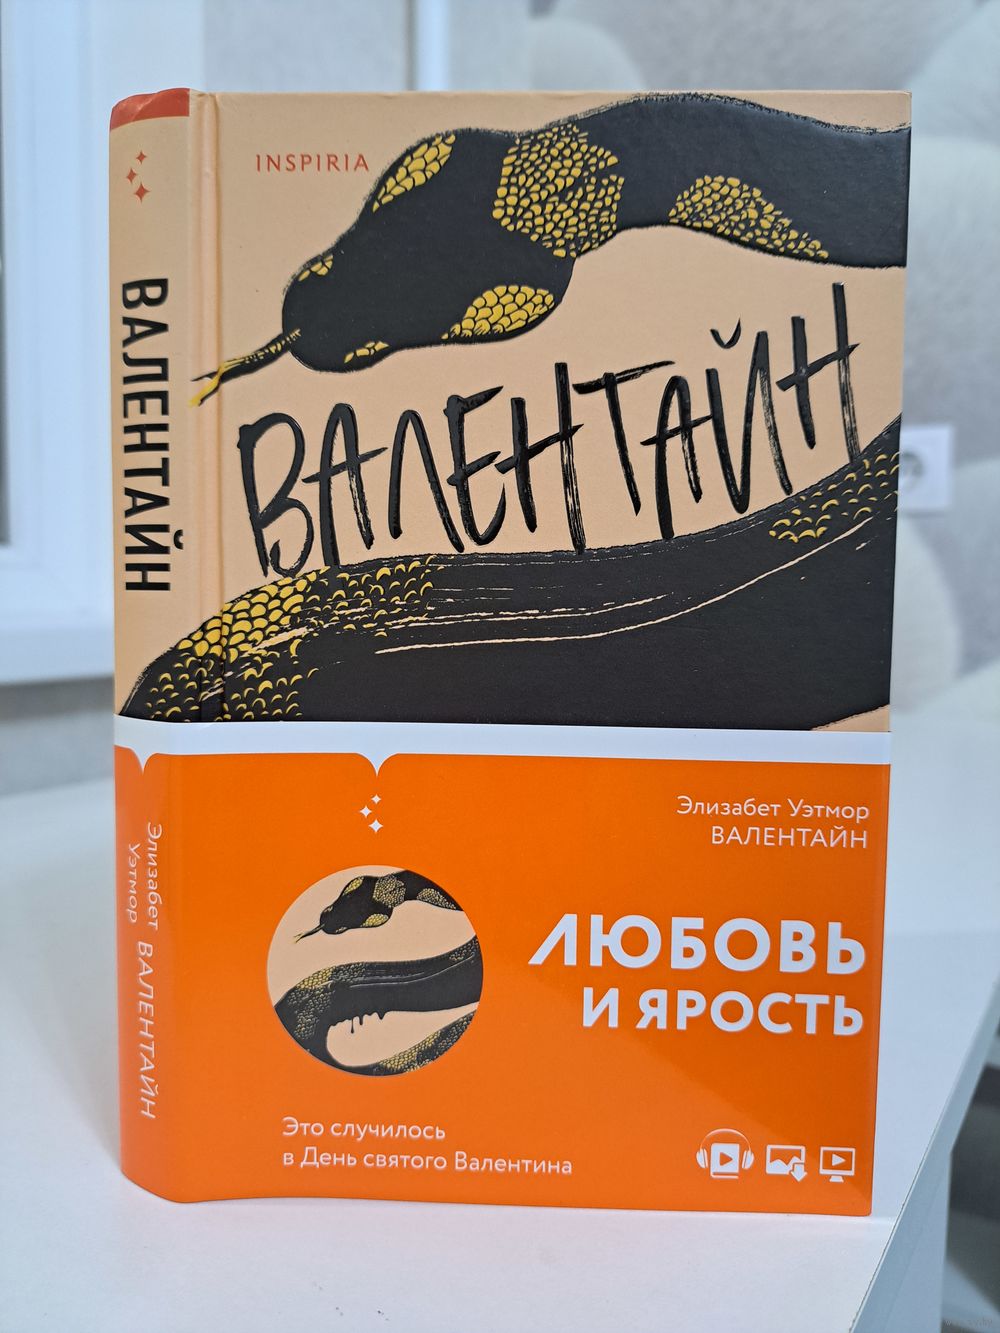 INSPIRIA
ВАЛЕНТАЙН
ВАЛЕНТАЙН
Элизабет Уэтмор
ВАЛЕНТАЙН
ЛЮБОВЬ
И ЯРОСТЬ
Это случилось
в День святого Валентина
Элизабет
Уэтмор
ВАЛЕНТАЙН